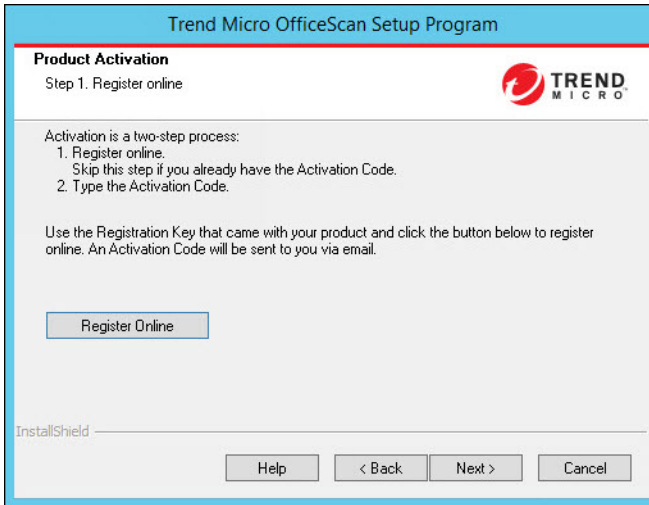 Trend Micro OfficeScan Setup Program
Product Activation
Step 1. Register online
TREND
MICRO
Activation is a two-step process:
1. Register online.
Skip this step if you already have the Activation Code.
2. Type the Activation Code.
Use the Registration Key that came with your product and click the button below to register
online. An Activation Code will be sent to you via email.
Register Online
InstallShield
Help
< Back
Next >
Cancel